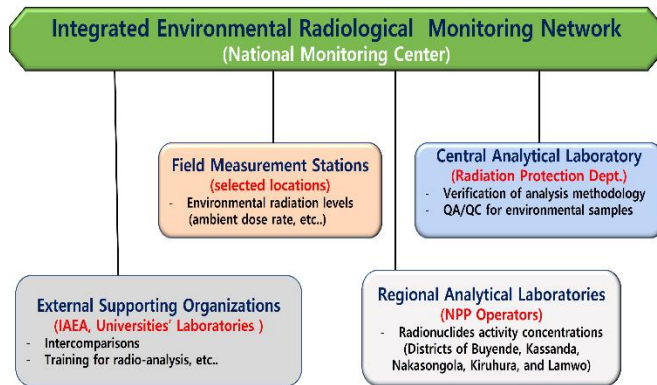 Integrated Environmental Radiological Monitoring Network
(National Monitoring Center)
Field Measurement Stations
(selected locations)
- Environmental radiation levels
(ambient dose rate, etc..)
Central Analytical Laboratory
(Radiation Protection Dept.)
- Verification of analysis methodology
- QA/QC for environmental samples
External Supporting Organizations
(IAEA, Universities' Laboratories )
- Intercomparisons
- Training for radio-analysis, etc..
Regional Analytical Laboratories
(NPP Operators)
- Radionuclides activity concentrations
(Districts of Buyende, Kassanda,
Nakasongola, Kiruhura, and Lamwo)